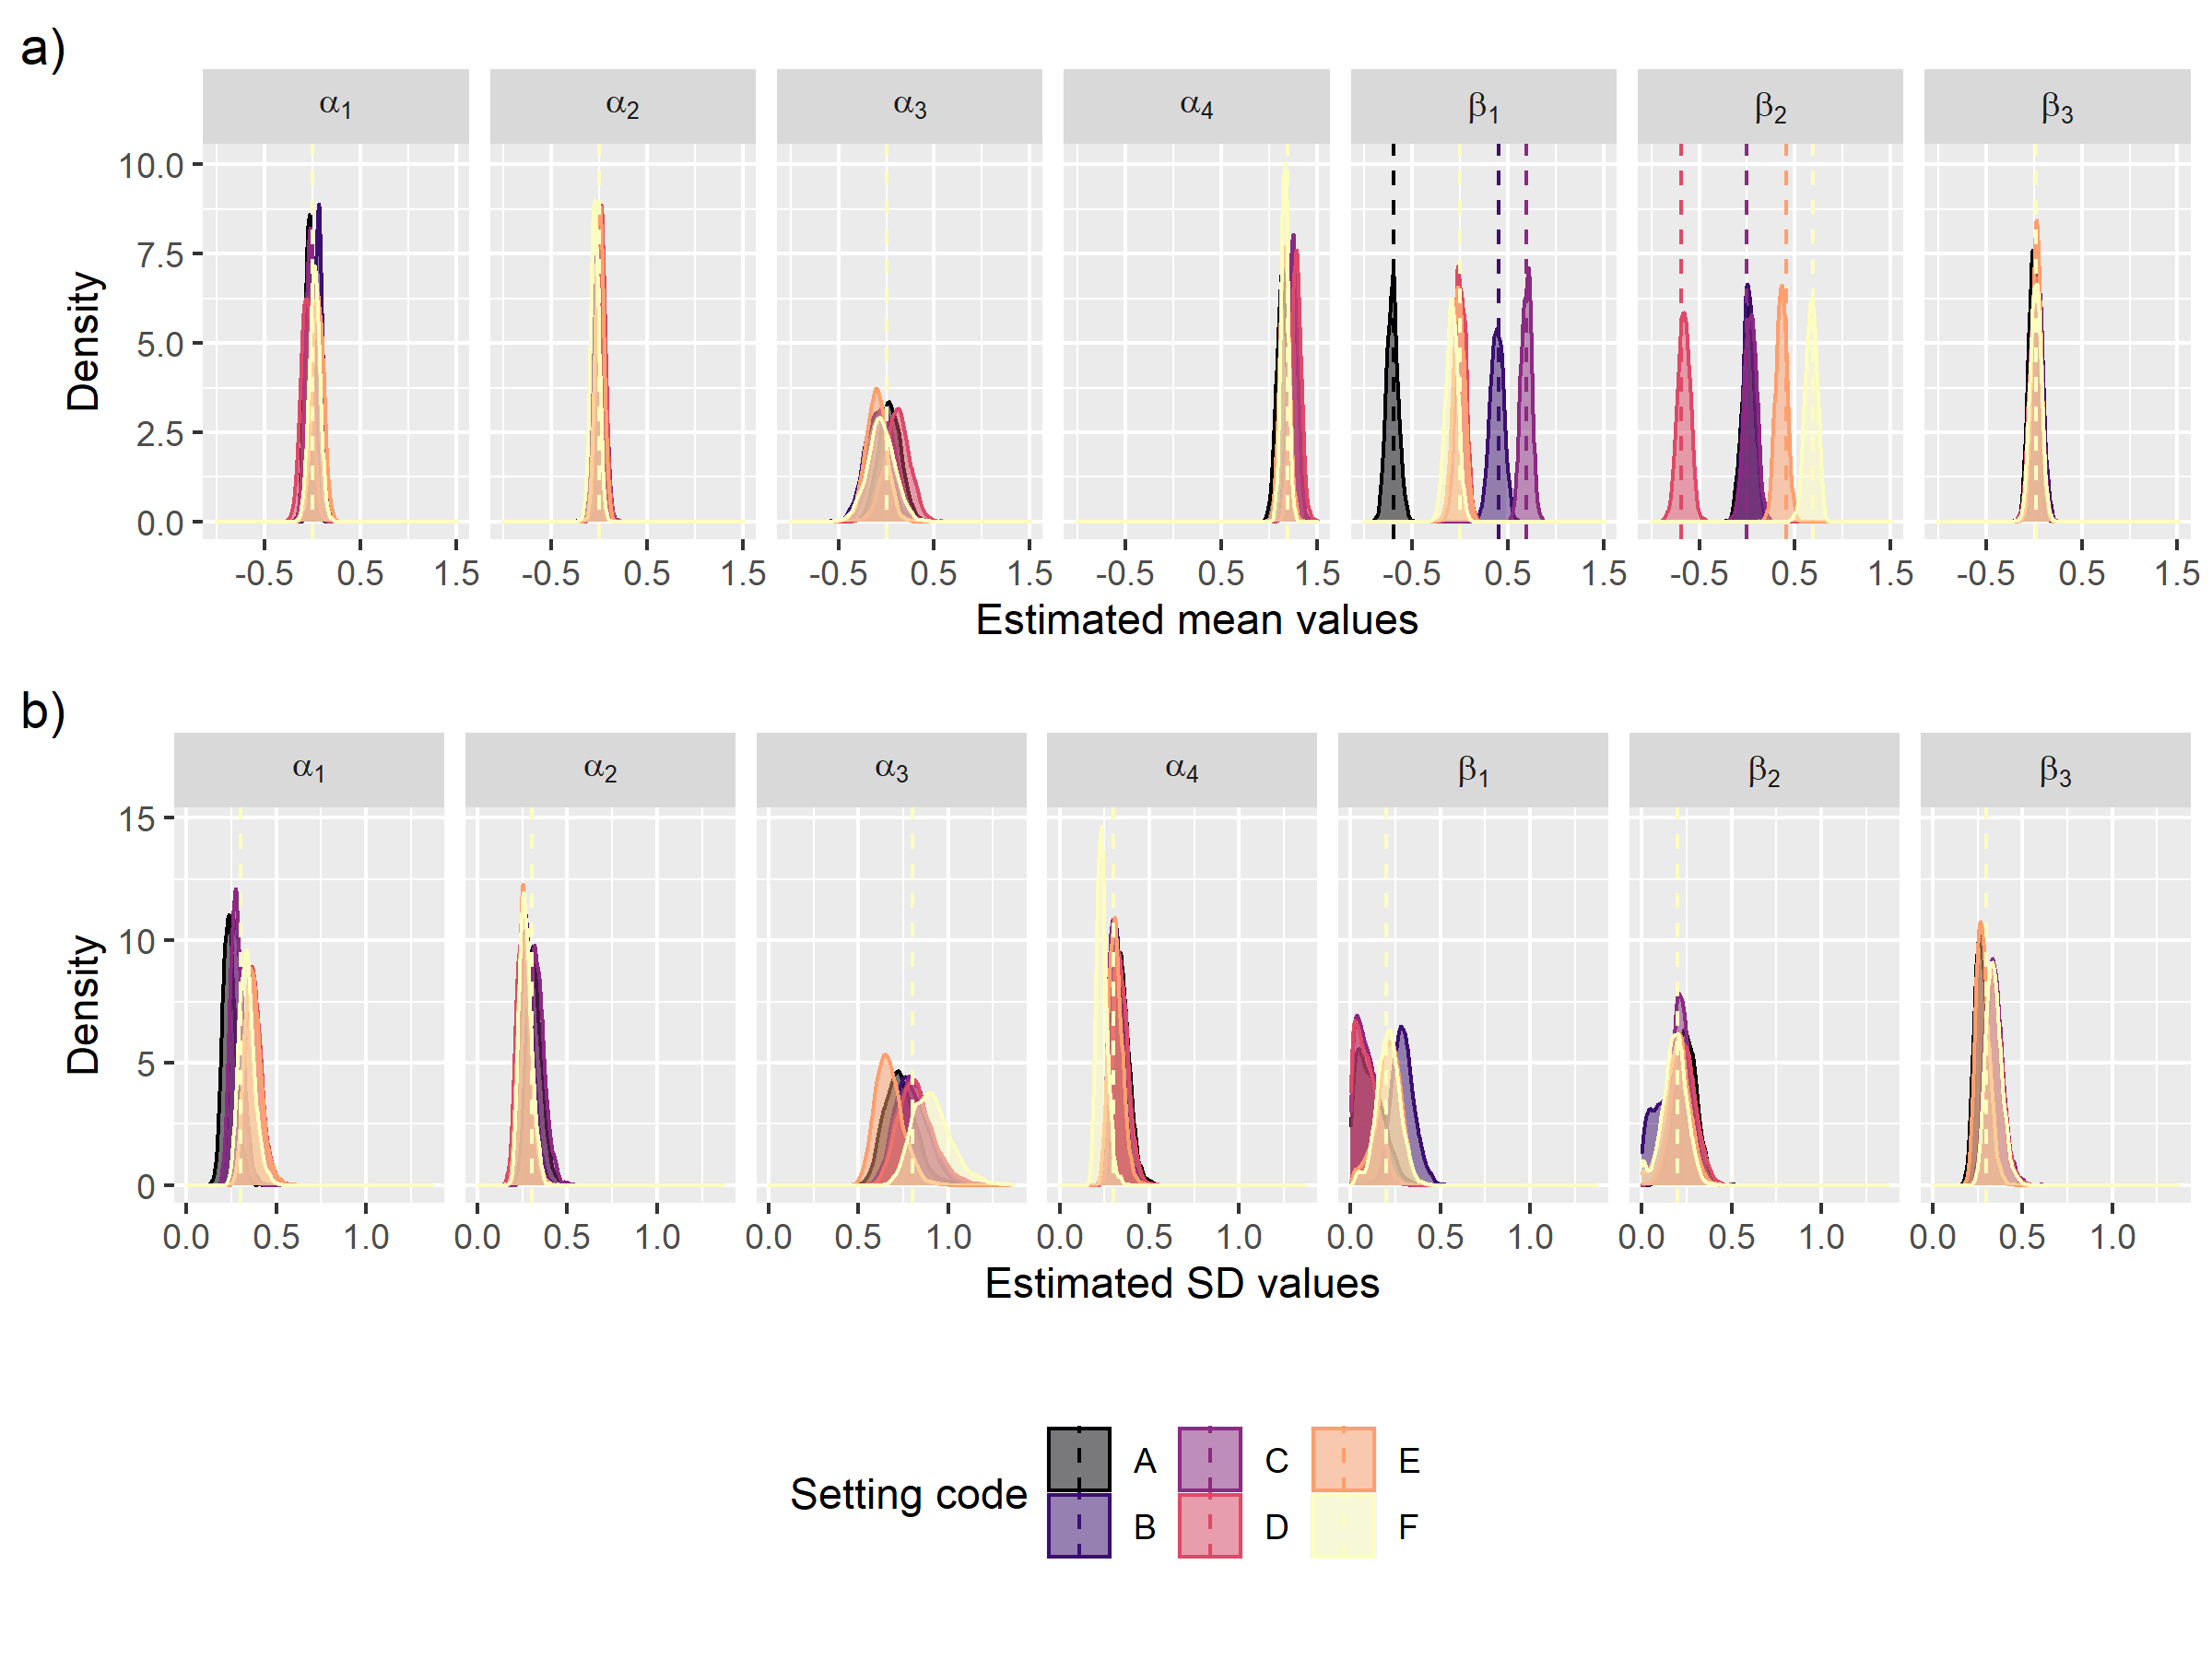 a)
α1 α2 α3 α4 β1 β2 β3
10.0
7.5
5.0
2.5
0.0
Density
-0.5 0.5 1.5 -0.5 0.5 1.5 -0.5 0.5 1.5 -0.5 0.5 1.5 -0.5 0.5 1.5 -0.5 0.5 1.5 -0.5 0.5 1.5
Estimated mean values
b)
α1 α2 α3 α4 β1 β2 β3
15
10
5
0
Density
0.0 0.5 1.0 0.0 0.5 1.0 0.0 0.5 1.0 0.0 0.5 1.0 0.0 0.5 1.0 0.0 0.5 1.0 0.0 0.5 1.0
Estimated SD values
Setting code
A C E
B D F